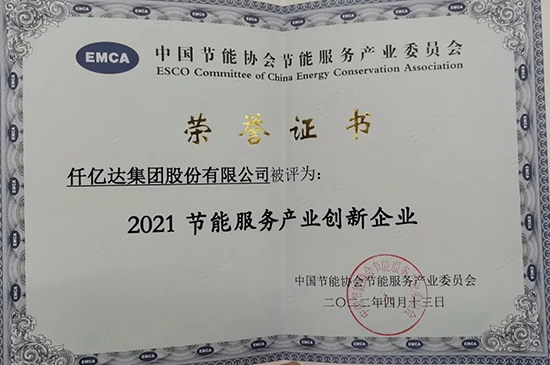 EMCA
中国节能协会节能服务产业委员会
ESCO Committee of China Energy Conservation Association
荣誉证书
仟亿达集团股份有限公司被评为:
2021 节能服务产业创新企业
中国节能协会节能服务产业委员会
二〇二二年四月十三日
EMCA
EMCA